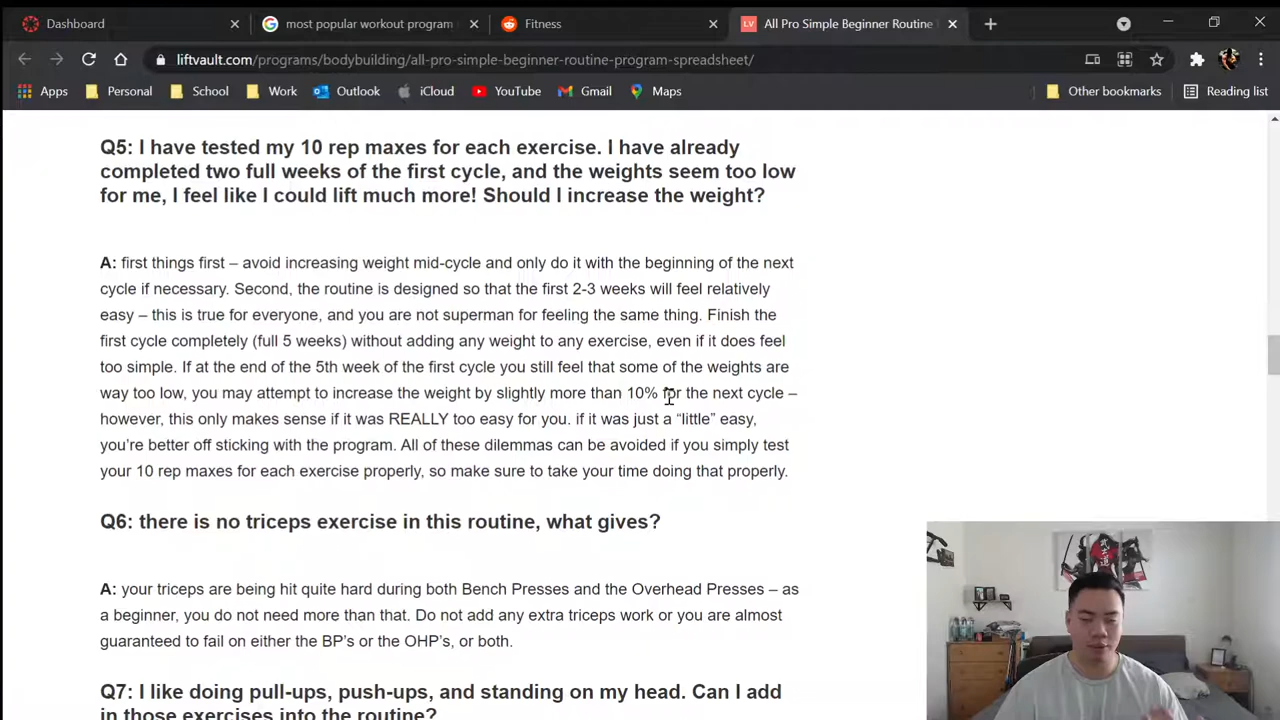 Dashboard
most popular workout program
Fitness
LV All Pro Simple Beginner Routine
liftvault.com/programs/bodybuilding/all-pro-simple-beginner-routine-program-spreadsheet/
Apps Personal School Work Outlook iCloud YouTube Gmail Maps Other bookmarks Reading list
Q5: I have tested my 10 rep maxes for each exercise. I have already
completed two full weeks of the first cycle, and the weights seem too low
for me, I feel like I could lift much more! Should I increase the weight?
A: first things first – avoid increasing weight mid-cycle and only do it with the beginning of the next
cycle if necessary. Second, the routine is designed so that the first 2-3 weeks will feel relatively
easy – this is true for everyone, and you are not superman for feeling the same thing. Finish the
first cycle completely (full 5 weeks) without adding any weight to any exercise, even if it does feel
too simple. If at the end of the 5th week of the first cycle you still feel that some of the weights are
way too low, you may attempt to increase the weight by slightly more than 10% for the next cycle –
however, this only makes sense if it was REALLY too easy for you. if it was just a “little” easy,
you’re better off sticking with the program. All of these dilemmas can be avoided if you simply test
your 10 rep maxes for each exercise properly, so make sure to take your time doing that properly.
Q6: there is no triceps exercise in this routine, what gives?
A: your triceps are being hit quite hard during both Bench Presses and the Overhead Presses – as
a beginner, you do not need more than that. Do not add any extra triceps work or you are almost
guaranteed to fail on either the BP’s or the OHP’s, or both.
Q7: I like doing pull-ups, push-ups, and standing on my head. Can I add
in those exercises into the routine?